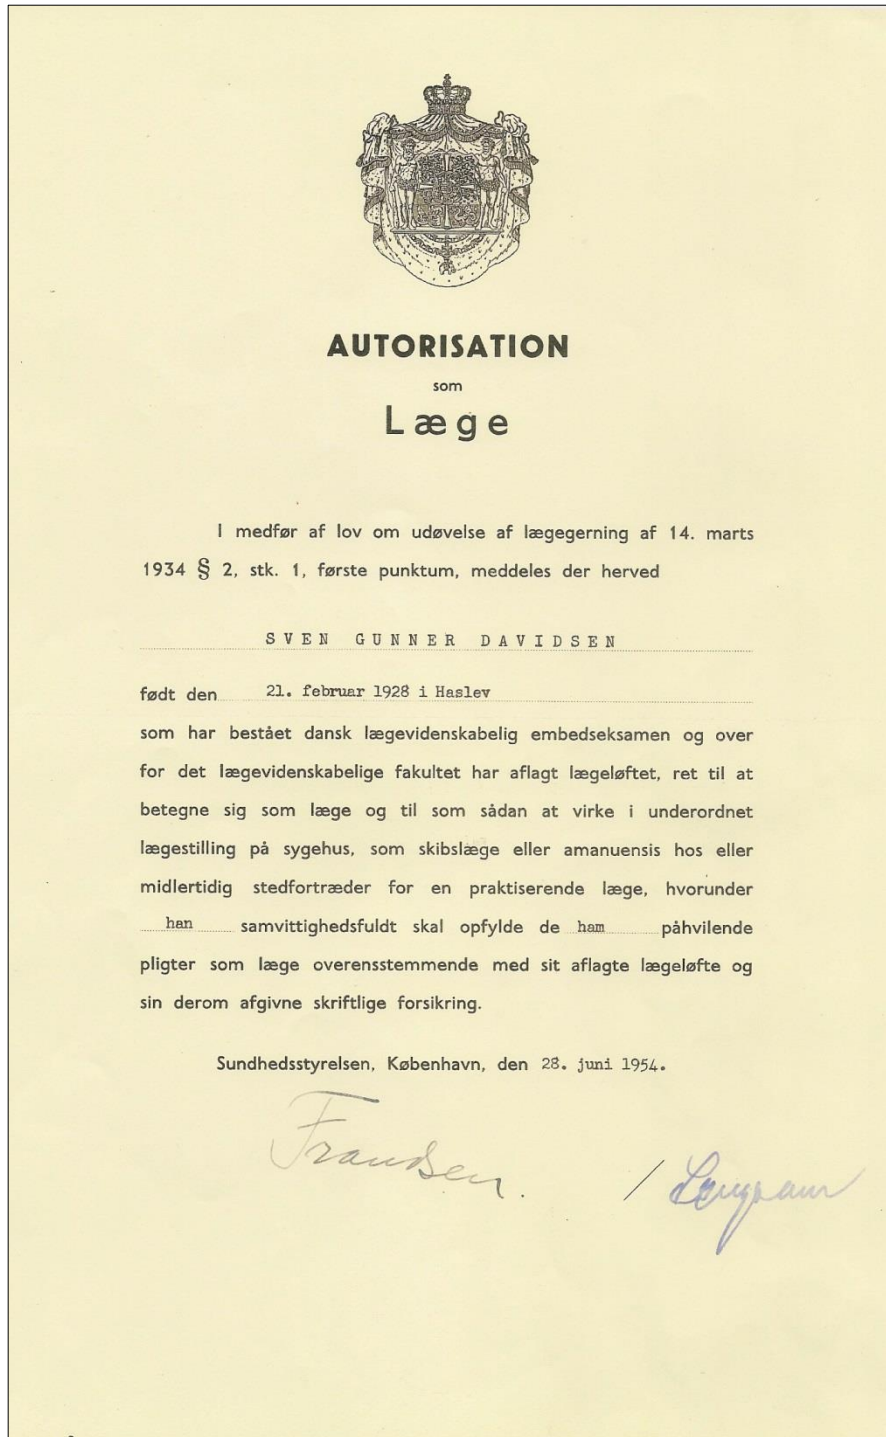 AUTORISATION
som
Læge
I medfør af lov om udøvelse af lægegerning af 14. marts
1934 § 2, stk. 1, første punktum, meddeles der herved
SVEN GUNNER DAVIDSEN
født den 21. februar 1928 i Haslev
som har bestået dansk lægevidenskabelig embedseksamen og over
for det lægevidenskabelige fakultet har aflagt lægeløftet, ret til at
betegne sig som læge og til som sådan at virke i underordnet
lægestilling på sygehus, som skibslæge eller amanuensis hos eller
midlertidig stedfortræder for en praktiserende læge, hvorunder
han samvittighedsfuldt skal opfylde de ham påhvilende
pligter som læge overensstemmende med sit aflagte lægeløfte og
sin derom afgivne skriftlige forsikring.
Sundhedsstyrelsen, København, den 28. juni 1954.
Frandsen. /